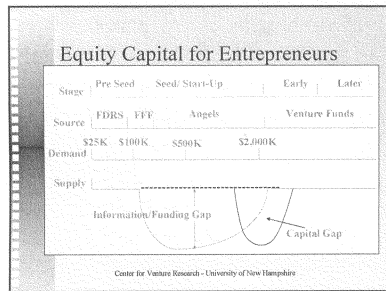 Equity Capital for Entrepreneurs
Stage Pre Seed Seed/ Start-Up Early Later
Source FDRS FFF Angels Venture Funds
$25K $100K $500K $2,000K
Demand
Supply
Information/Funding Gap
Capital Gap
Center for Venture Research - University of New Hampshire